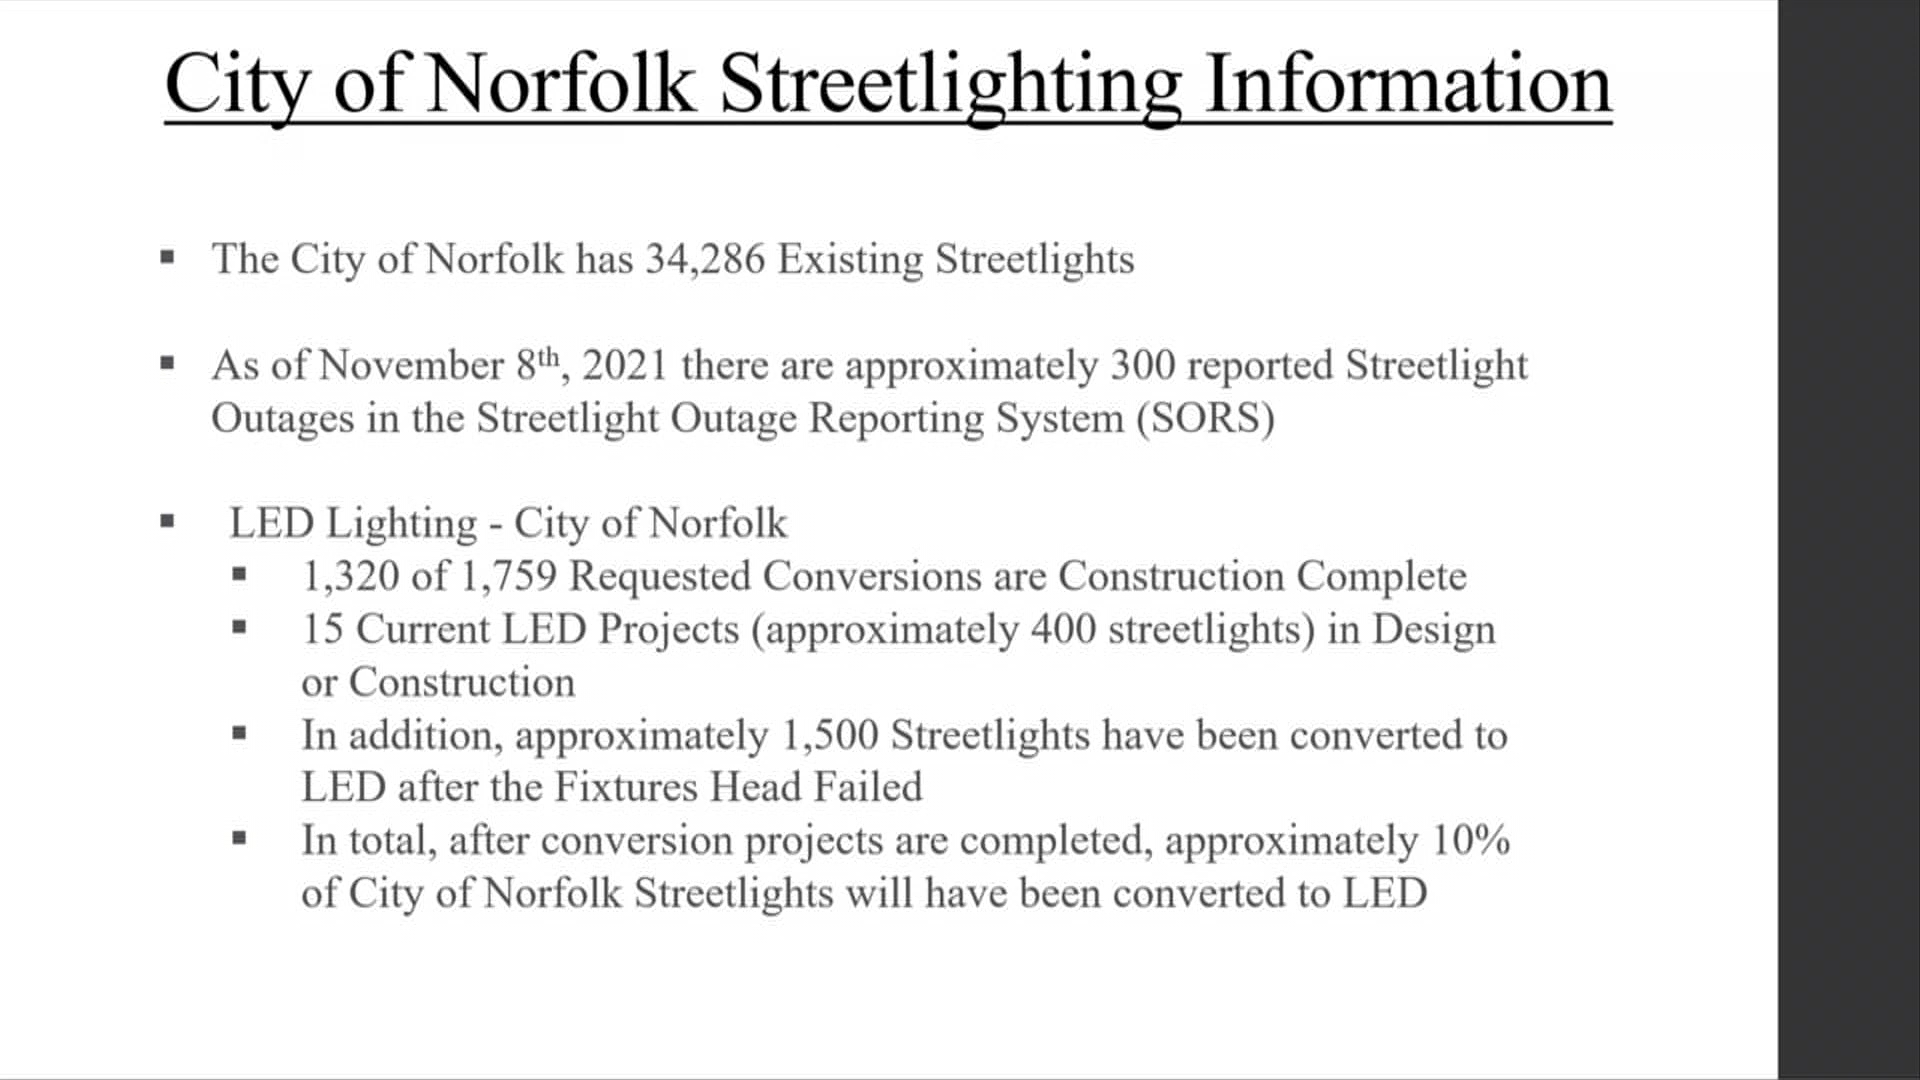 City of Norfolk Streetlighting Information
▪ The City of Norfolk has 34,286 Existing Streetlights
▪ As of November 8th, 2021 there are approximately 300 reported Streetlight
Outages in the Streetlight Outage Reporting System (SORS)
▪ LED Lighting - City of Norfolk
▪ 1,320 of 1,759 Requested Conversions are Construction Complete
▪ 15 Current LED Projects (approximately 400 streetlights) in Design
or Construction
▪ In addition, approximately 1,500 Streetlights have been converted to
LED after the Fixtures Head Failed
▪ In total, after conversion projects are completed, approximately 10%
of City of Norfolk Streetlights will have been converted to LED